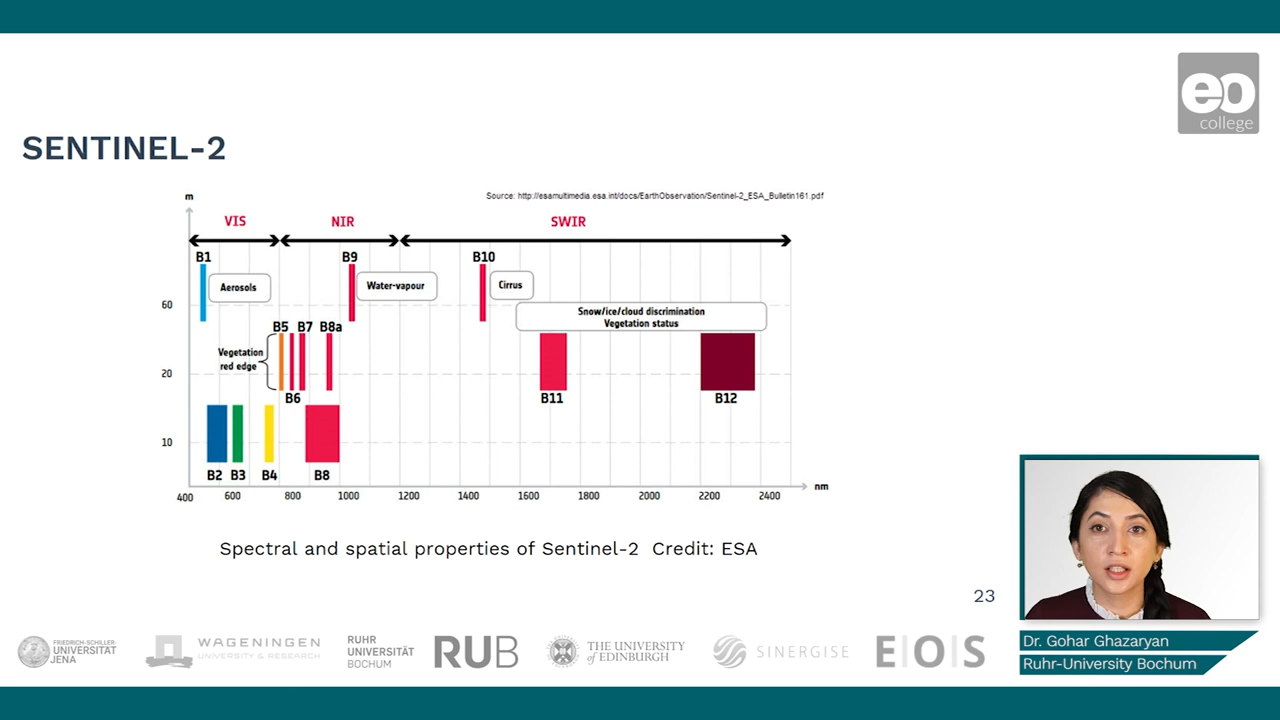 eo
college
SENTINEL-2
Source: http://esamultimedia.esa.int/docs/EarthObservation/Sentinel-2_ESA_Bulletin161.pdf
m
VIS
NIR
SWIR
B1
B9
B10
Aerosols
Water-vapour
Cirrus
60
Snow/ice/cloud discrimination
Vegetation status
B5
B7
B8a
Vegetation
red edge
20
B6
B11
B12
10
B2
B3
B4
B8
400
600
800
1000
1200
1400
1600
1800
2000
2200
2400
nm
Spectral and spatial properties of Sentinel-2 Credit: ESA
23
FRIEDRICH-SCHILLER-
UNIVERSITÄT
JENA
WAGENINGEN
UNIVERSITY & RESEARCH
RUHR
UNIVERSITÄT
BOCHUM
RUB
THE UNIVERSITY
of EDINBURGH
SINERGISE
E|O|S
Dr. Gohar Ghazaryan
Ruhr-University Bochum